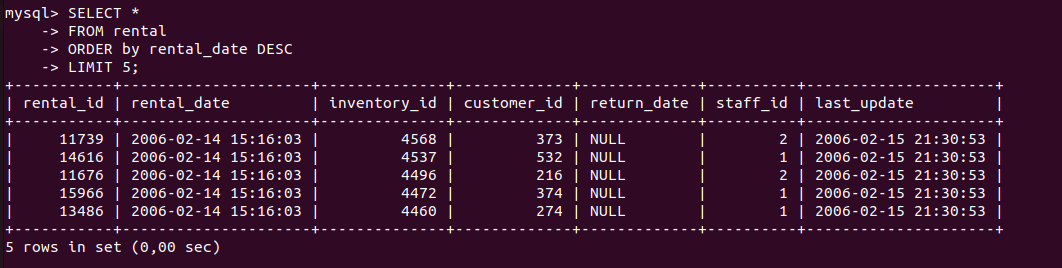 mysql> SELECT *
    -> FROM rental
    -> ORDER by rental_date DESC
    -> LIMIT 5;
+-----------+---------------------+--------------+-------------+-------------+----------+---------------------+
| rental_id | rental_date         | inventory_id | customer_id | return_date | staff_id | last_update         |
+-----------+---------------------+--------------+-------------+-------------+----------+---------------------+
|     11739 | 2006-02-14 15:16:03 |         4568 |         373 | NULL        |        2 | 2006-02-15 21:30:53 |
|     14616 | 2006-02-14 15:16:03 |         4537 |         532 | NULL        |        1 | 2006-02-15 21:30:53 |
|     11676 | 2006-02-14 15:16:03 |         4496 |         216 | NULL        |        2 | 2006-02-15 21:30:53 |
|     15966 | 2006-02-14 15:16:03 |         4472 |         374 | NULL        |        1 | 2006-02-15 21:30:53 |
|     13486 | 2006-02-14 15:16:03 |         4460 |         274 | NULL        |        1 | 2006-02-15 21:30:53 |
+-----------+---------------------+--------------+-------------+-------------+----------+---------------------+
5 rows in set (0,00 sec)